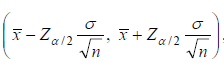 ( x̅ − Z_{α/2} σ/√n , x̅ + Z_{α/2} σ/√n )